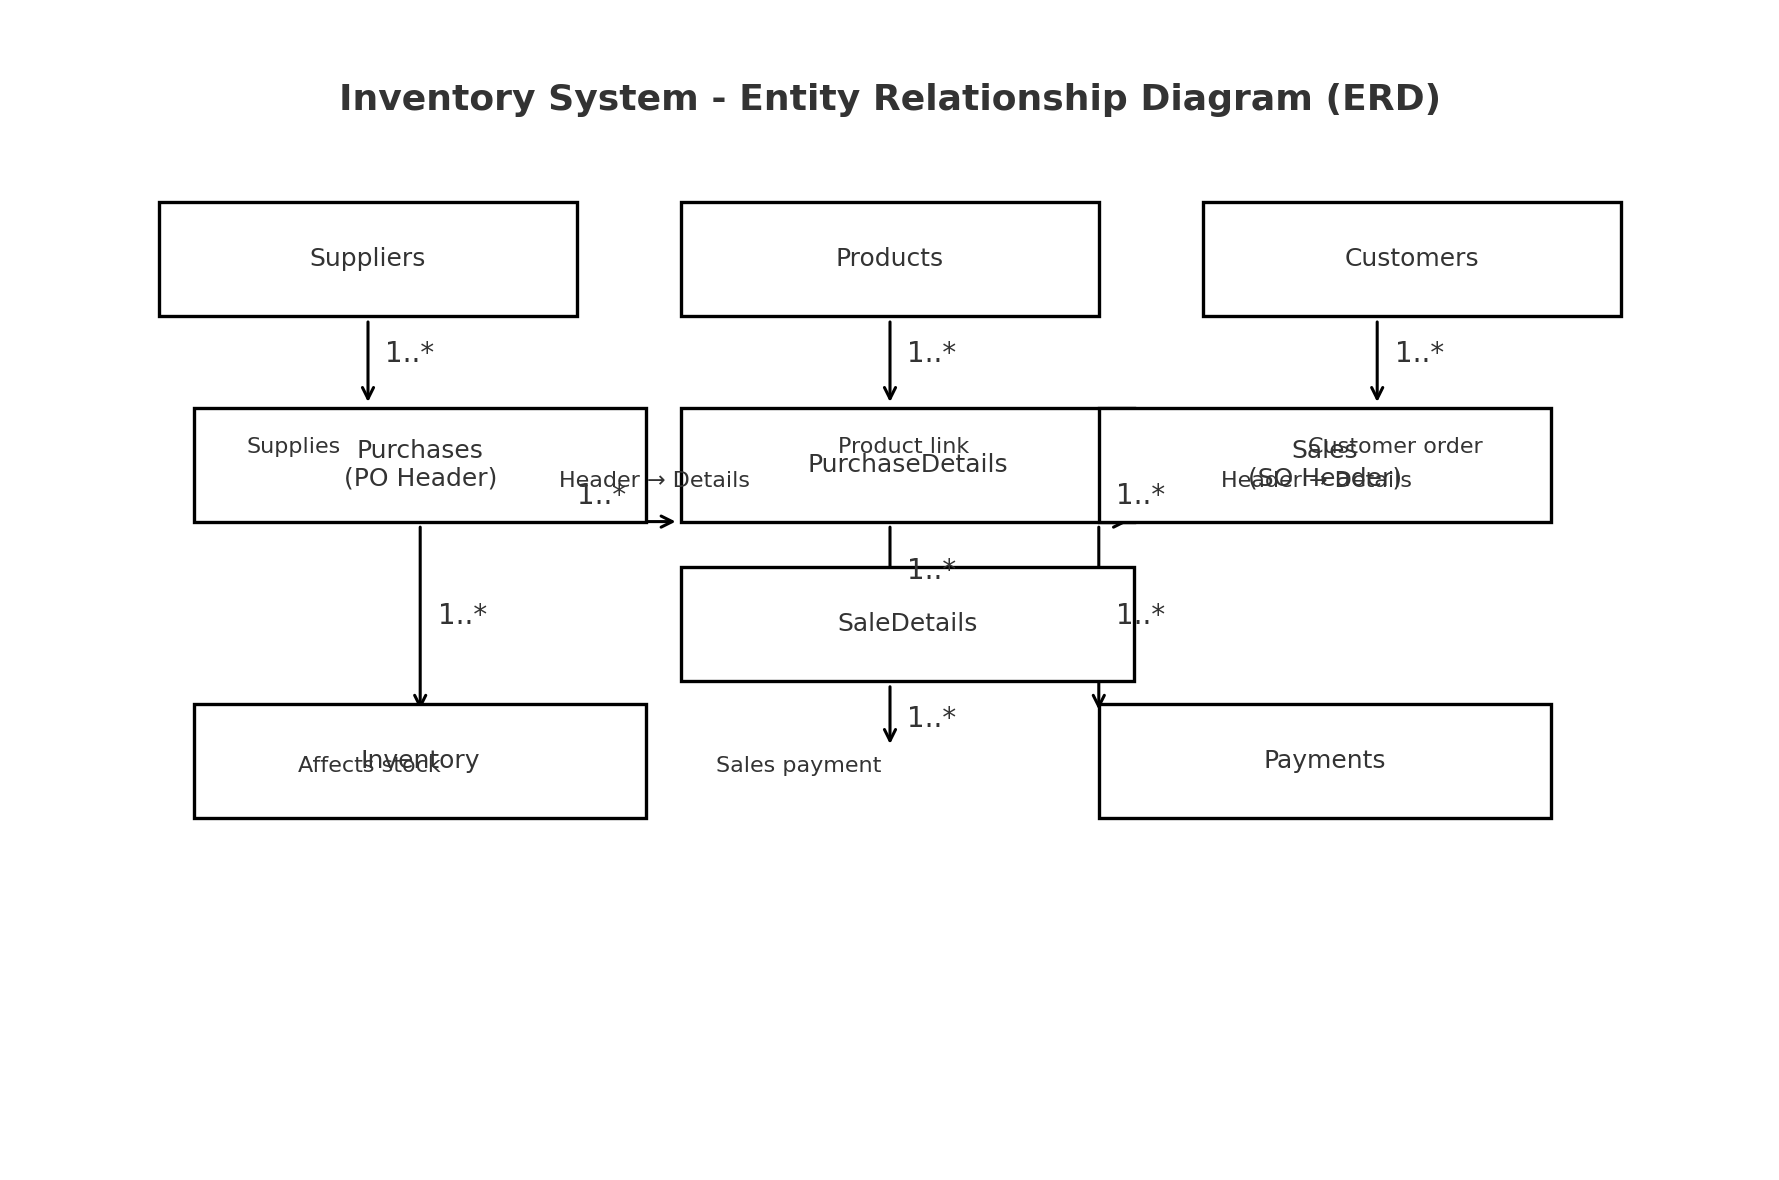 Inventory System - Entity Relationship Diagram (ERD)
Suppliers
Products
Customers
1..*
1..*
1..*
Supplies
Purchases
(PO Header)
Product link
PurchaseDetails
Customer order
Sales
(SO Header)
Header → Details
Header → Details
1..*
1..*
1..*
SaleDetails
1..*
1..*
1..*
Affects stock
Inventory
Sales payment
Payments